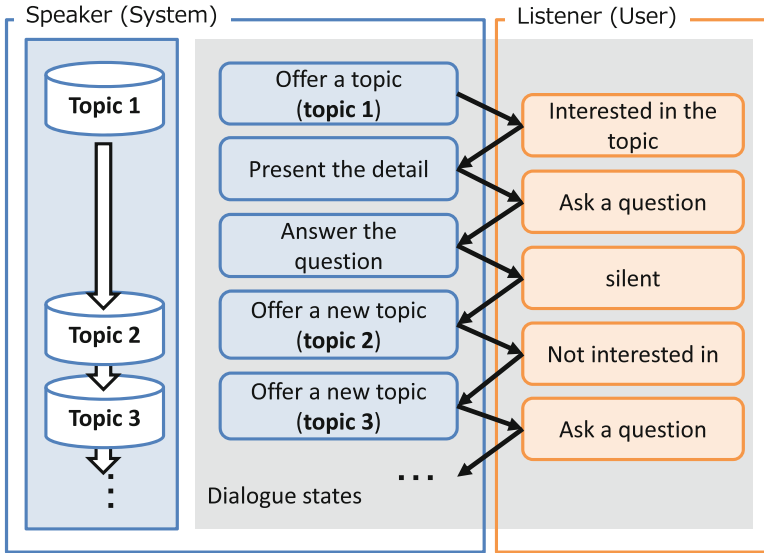 Speaker (System)
Listener (User)
Topic 1
Topic 2
Topic 3
Offer a topic
(topic 1)
Interested in the
topic
Present the detail
Ask a question
Answer the
question
silent
Offer a new topic
(topic 2)
Not interested in
Offer a new topic
(topic 3)
Ask a question
...
Dialogue states